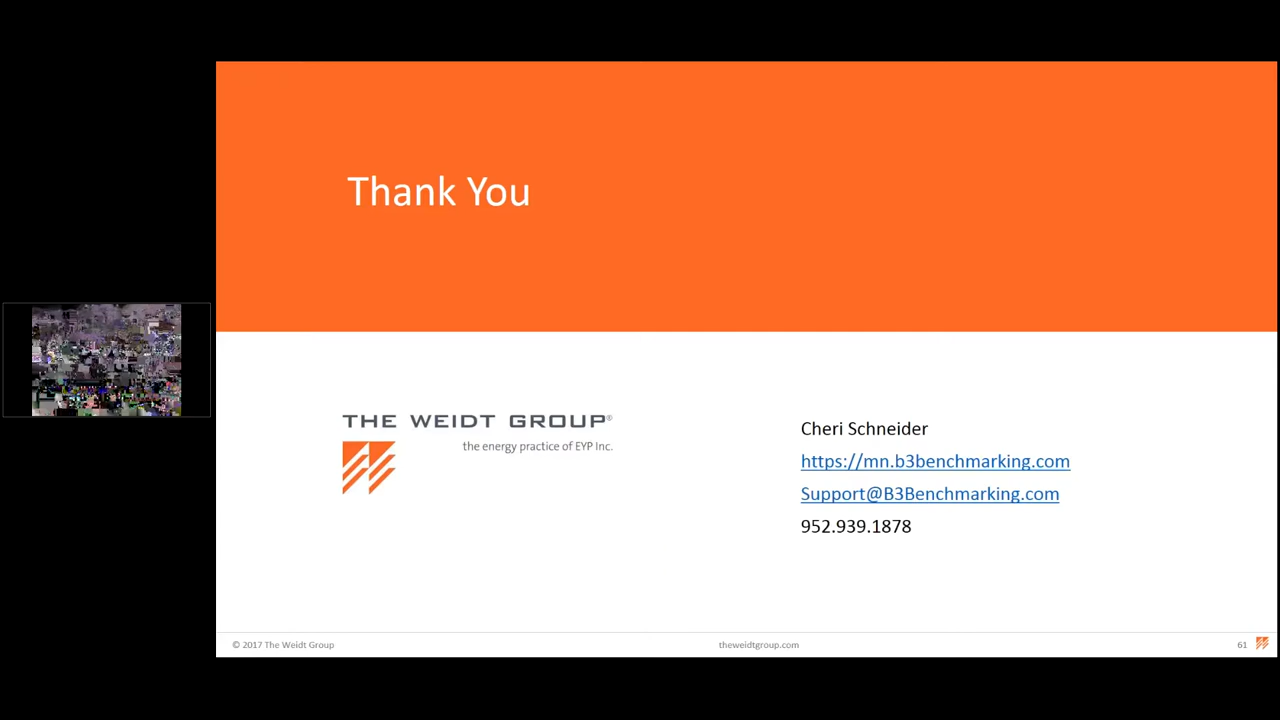 Thank You
THE WEIDT GROUP®
the energy practice of EYP Inc.
Cheri Schneider
https://mn.b3benchmarking.com
Support@B3Benchmarking.com
952.939.1878
© 2017 The Weidt Group
theweidtgroup.com
61